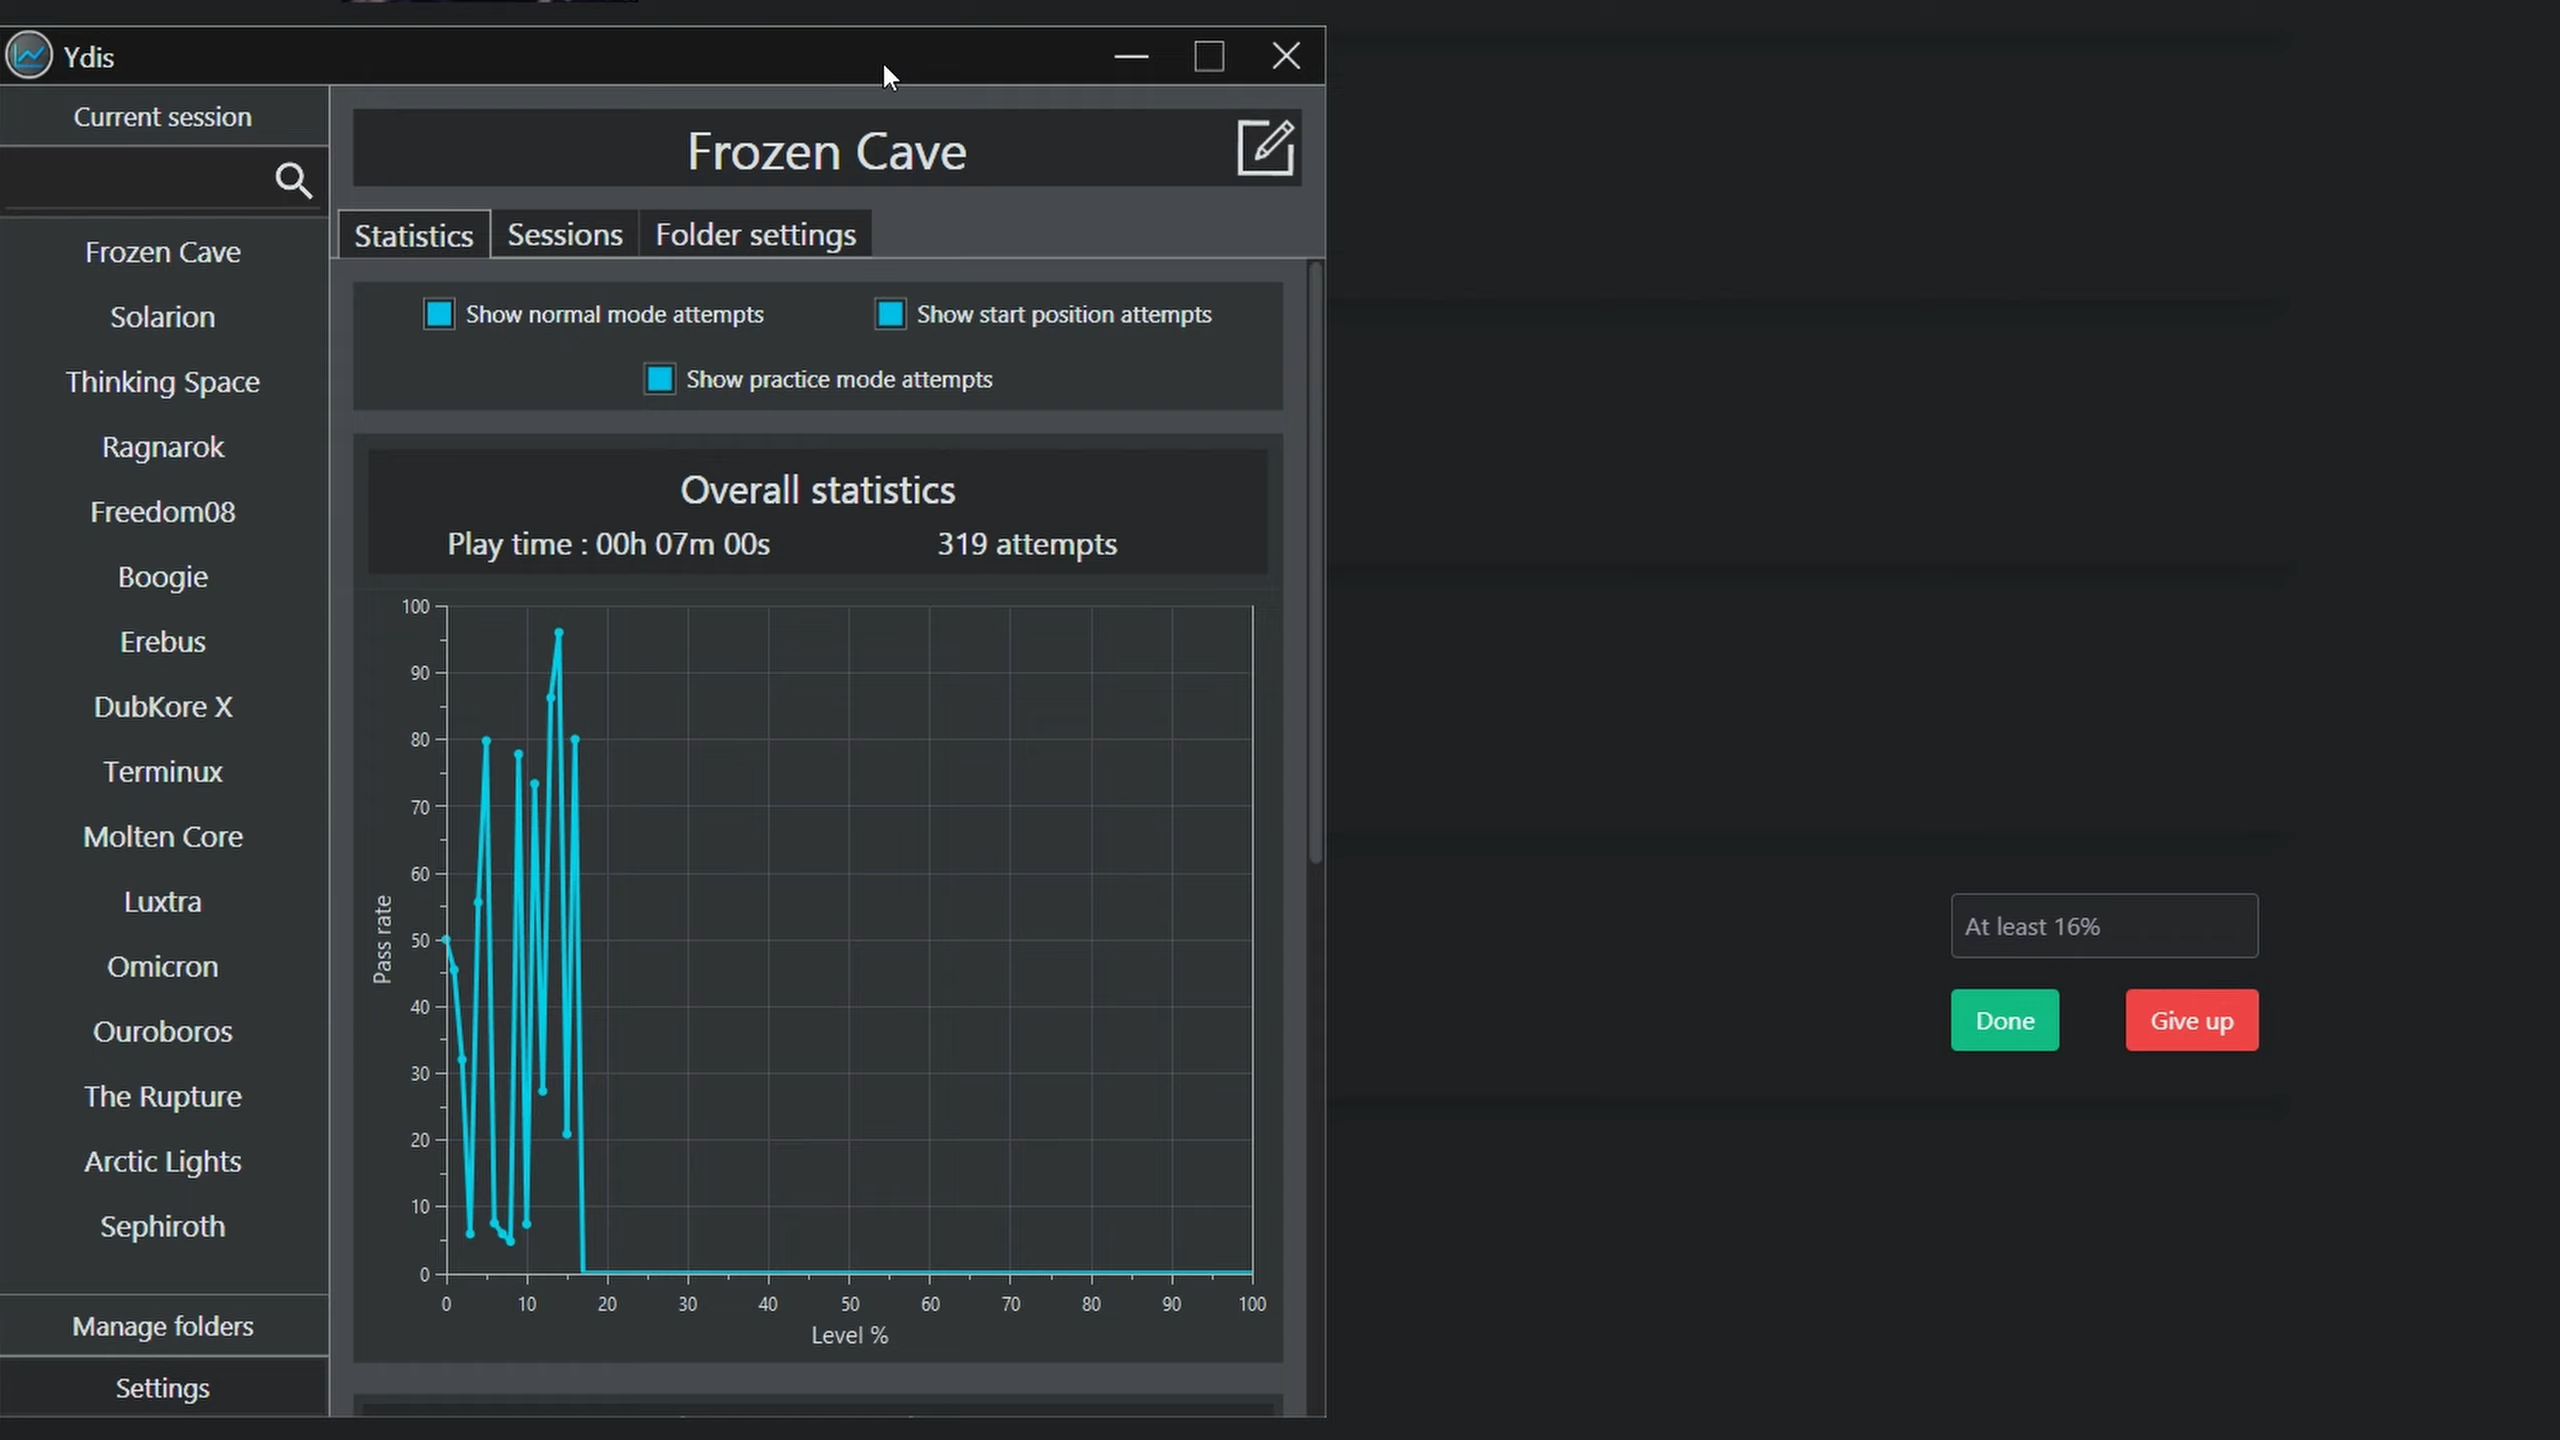 Ydis
Current session
Frozen Cave
Solarion
Thinking Space
Ragnarok
Freedom08
Boogie
Erebus
DubKore X
Terminux
Molten Core
Luxtra
Omicron
Ouroboros
The Rupture
Arctic Lights
Sephiroth
Manage folders
Settings
Frozen Cave
Statistics
Sessions
Folder settings
Show normal mode attempts
Show start position attempts
Show practice mode attempts
Overall statistics
Play time : 00h 07m 00s
319 attempts
100
90
80
70
60
50
40
30
20
10
0
Pass rate
0 10 20 30 40 50 60 70 80 90 100
Level %
At least 16%
Done
Give up